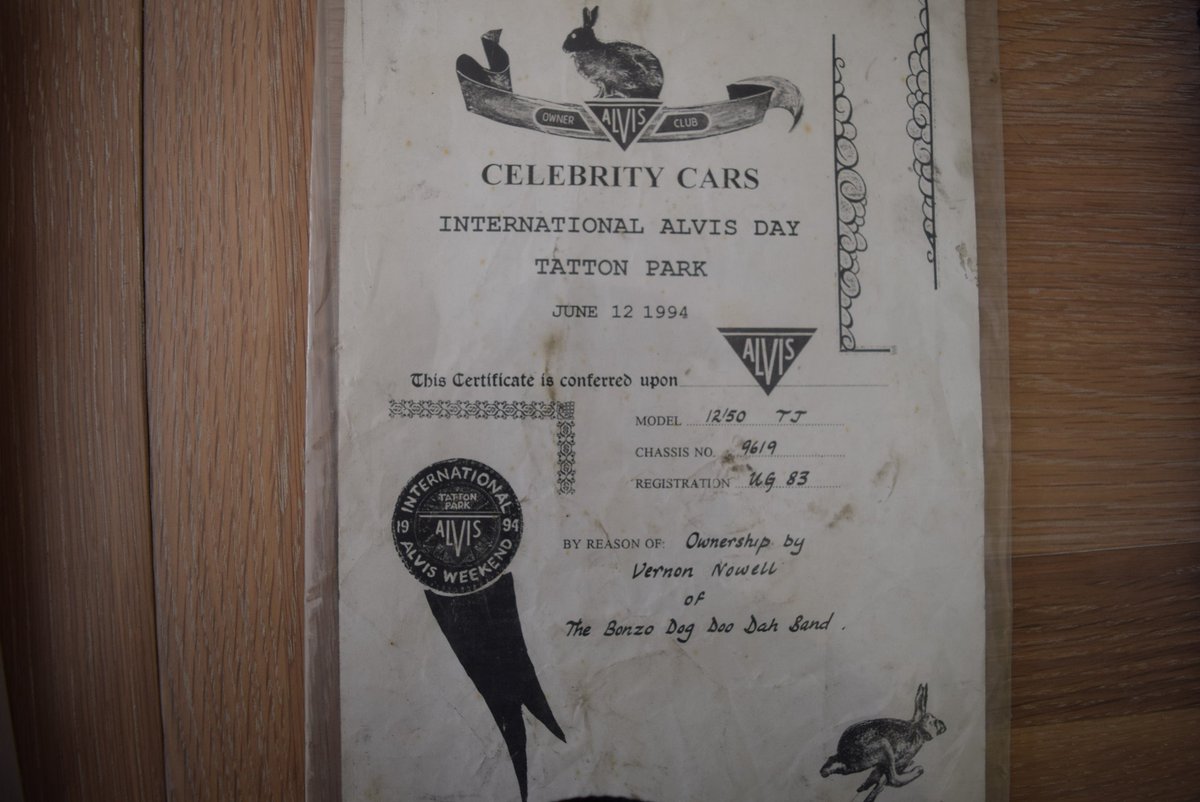 OWNER ALVIS CLUB
CELEBRITY CARS
INTERNATIONAL ALVIS DAY
TATTON PARK
JUNE 12 1994
ALVIS
This Certificate is conferred upon
MODEL 12/50 TJ
CHASSIS NO. 9619
REGISTRATION UG 83
INTERNATIONAL
TATTON
PARK
19 ALVIS 94
ALVIS WEEKEND
BY REASON OF: Ownership by
Vernon Nowell
of
The Bonzo Dog Doo Dah Band.